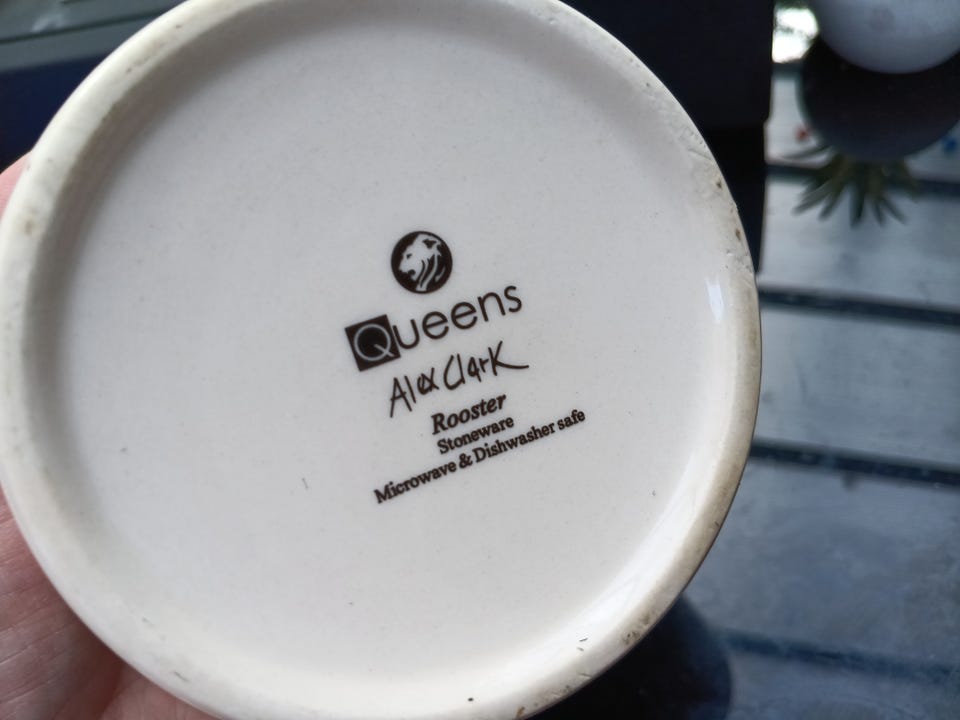 Queens
Alex Clark
Rooster
Stoneware
Microwave & Dishwasher safe